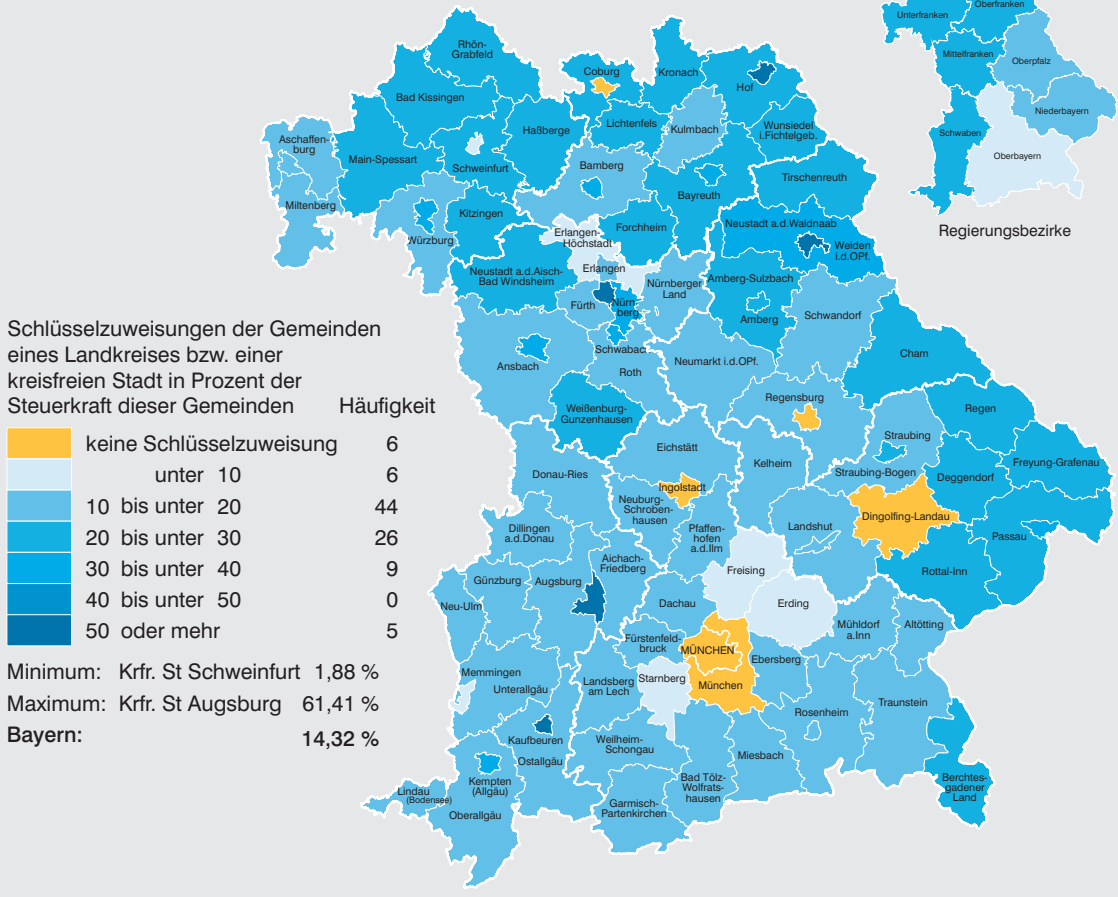 Unterfranken
Oberfranken
Mittelfranken
Oberpfalz
Niederbayern
Schwaben
Oberbayern
Regierungsbezirke
Rhön-
Grabfeld
Coburg
Kronach
Hof
Bad Kissingen
Lichtenfels
Haßberge
Kulmbach
Wunsiedel
i.Fichtelgeb.
Aschaffen-
burg
Main-Spessart
Schweinfurt
Bamberg
Tirschenreuth
Bayreuth
Miltenberg
Kitzingen
Würzburg
Erlangen-
Höchstadt
Forchheim
Neustadt a.d.Waldnaab
Weiden
i.d.OPf.
Erlangen
Neustadt a.d.Aisch-
Bad Windsheim
Nürnberger
Land
Amberg-Sulzbach
Fürth
Nürn-
berg
Amberg
Schwandorf
Schwabach
Roth
Ansbach
Neumarkt i.d.OPf.
Cham
Weißenburg-
Gunzenhausen
Regensburg
Regen
Straubing
Eichstätt
Kelheim
Straubing-Bogen
Freyung-Grafenau
Deggendorf
Donau-Ries
Ingolstadt
Neuburg-
Schroben-
hausen
Dingolfing-Landau
Pfaffen-
hofen
a.d.Ilm
Landshut
Dillingen
a.d.Donau
Passau
Aichach-
Friedberg
Rottal-Inn
Freising
Günzburg
Augsburg
Neu-Ulm
Dachau
Erding
Mühldorf
a.Inn
Altötting
Fürstenfeld-
bruck
MÜNCHEN
Ebersberg
Memmingen
Unterallgäu
Landsberg
am Lech
Starnberg
München
Rosenheim
Traunstein
Kaufbeuren
Ostallgäu
Weilheim-
Schongau
Miesbach
Kempten
(Allgäu)
Bad Tölz-
Wolfrats-
hausen
Berchtes-
gadener
Land
Lindau
(Bodensee)
Oberallgäu
Garmisch-
Partenkirchen
Schlüsselzuweisungen der Gemeinden
eines Landkreises bzw. einer
kreisfreien Stadt in Prozent der
Steuerkraft dieser Gemeinden Häufigkeit
keine Schlüsselzuweisung 6
unter 10 6
10 bis unter 20 44
20 bis unter 30 26
30 bis unter 40 9
40 bis unter 50 0
50 oder mehr 5
Minimum: Krfr. St Schweinfurt 1,88 %
Maximum: Krfr. St Augsburg 61,41 %
Bayern: 14,32 %